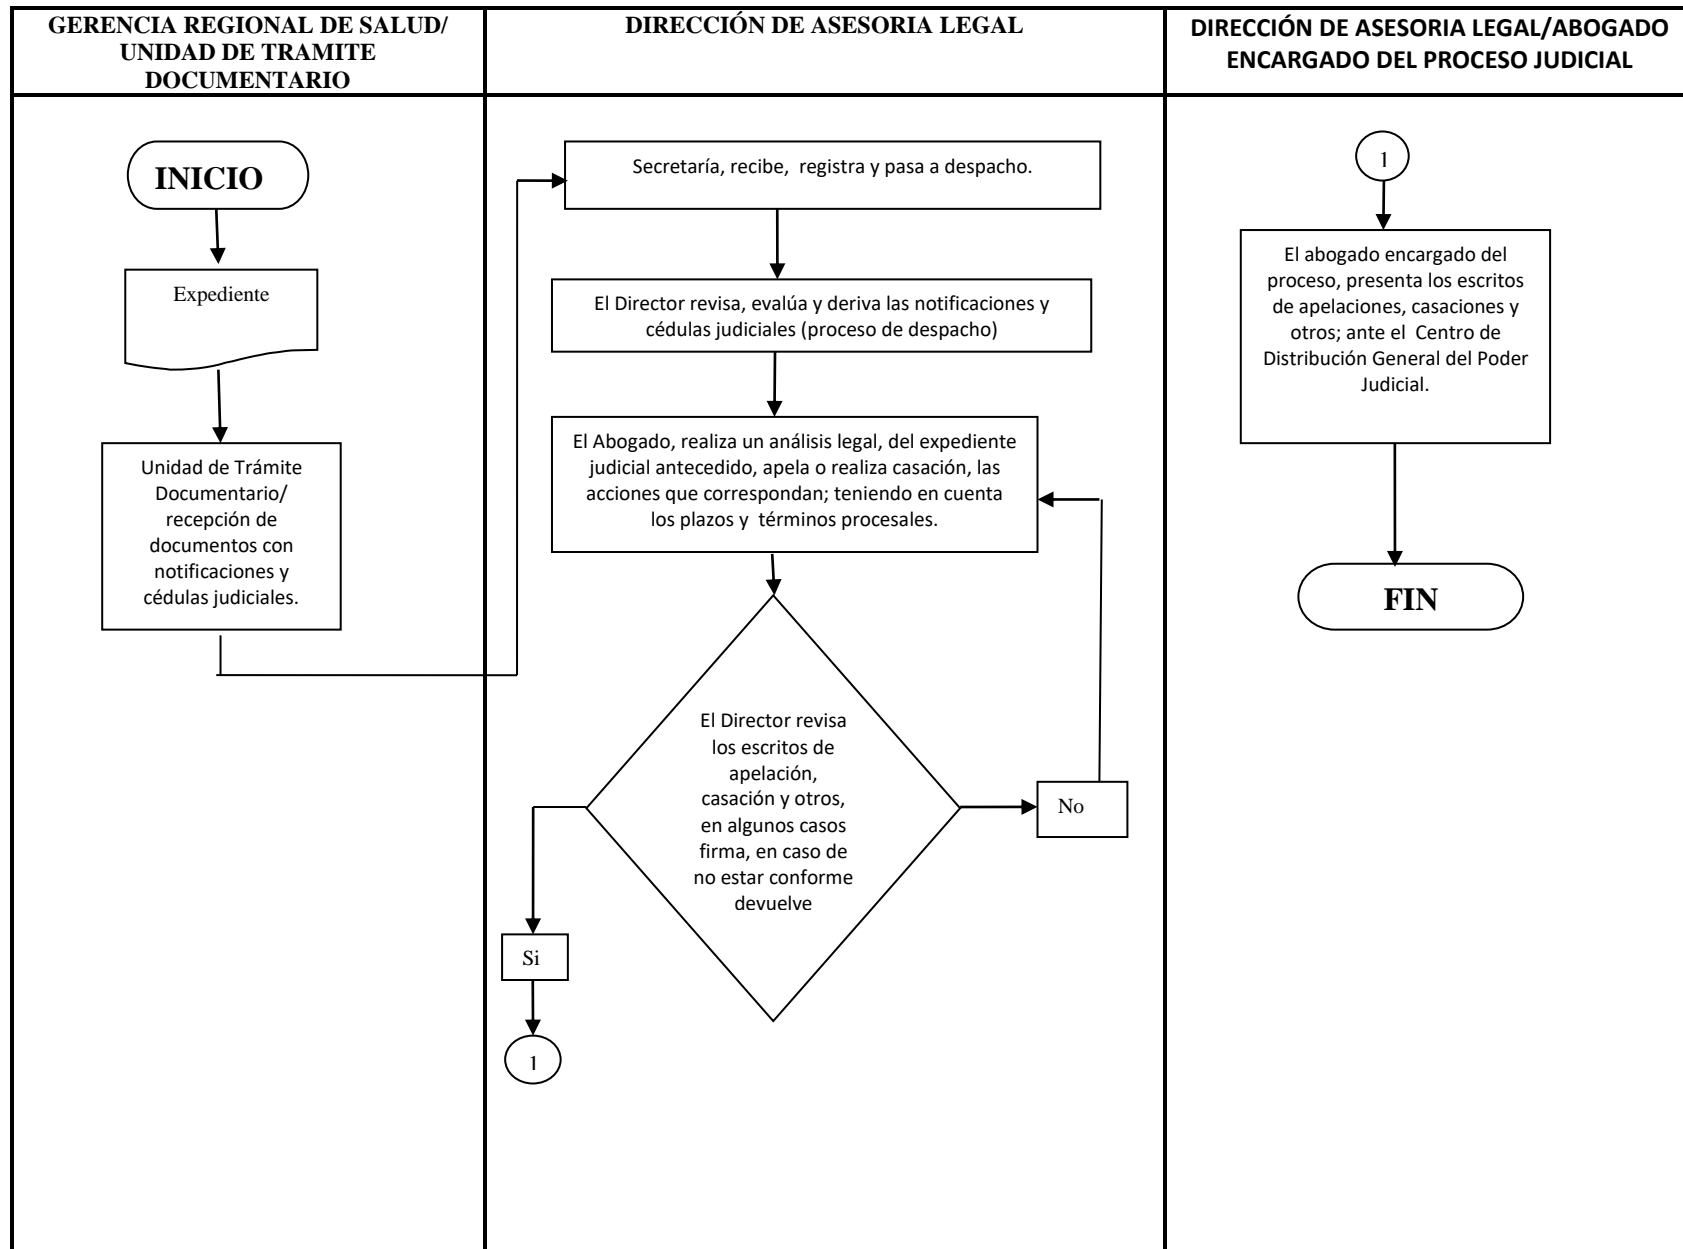 GERENCIA REGIONAL DE SALUD/
UNIDAD DE TRAMITE
DOCUMENTARIO
DIRECCIÓN DE ASESORIA LEGAL
DIRECCIÓN DE ASESORIA LEGAL/ABOGADO
ENCARGADO DEL PROCESO JUDICIAL
INICIO
Expediente
Unidad de Trámite
Documentario/
recepción de
documentos con
notificaciones y
cédulas judiciales.
Secretaría, recibe, registra y pasa a despacho.
El Director revisa, evalúa y deriva las notificaciones y
cédulas judiciales (proceso de despacho)
El Abogado, realiza un análisis legal, del expediente
judicial antecedido, apela o realiza casación, las
acciones que correspondan; teniendo en cuenta
los plazos y términos procesales.
El Director revisa
los escritos de
apelación,
casación y otros,
en algunos casos
firma, en caso de
no estar conforme
devuelve
No
Si
1
1
El abogado encargado del
proceso, presenta los escritos
de apelaciones, casaciones y
otros; ante el Centro de
Distribución General del Poder
Judicial.
FIN